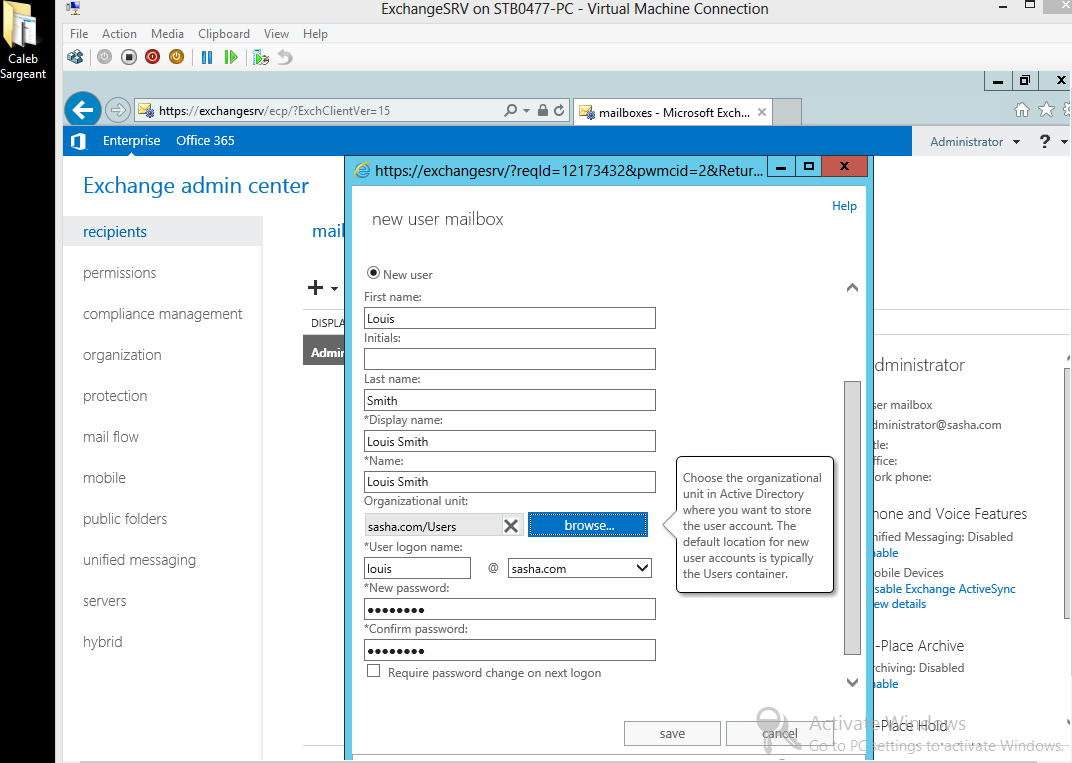 ExchangeSRV on STB0477-PC - Virtual Machine Connection
Caleb
Sargeant
File Action Media Clipboard View Help
https://exchangesrv/ecp/?ExchClientVer=15
mailboxes - Microsoft Exch...
Enterprise Office 365
Administrator ?
Exchange admin center
recipients
permissions
compliance management
organization
protection
mail flow
mobile
public folders
unified messaging
servers
hybrid
mail
DISPLA
Admin
https://exchangesrv/?reqId=12173432&pwmcid=2&Retur...
Help
new user mailbox
New user
First name:
Louis
Initials:
Last name:
Smith
*Display name:
Louis Smith
*Name:
Louis Smith
Organizational unit:
sasha.com/Users
browse...
*User logon name:
louis @ sasha.com
*New password:
●●●●●●●●
*Confirm password:
●●●●●●●●
Require password change on next logon
Choose the organizational
unit in Active Directory
where you want to store
the user account. The
default location for new
user accounts is typically
the Users container.
save cancel
dministrator
ser mailbox
dministrator@sasha.com
tle:
ffice:
ork phone:
hone and Voice Features
nified Messaging: Disabled
able
obile Devices
sable Exchange ActiveSync
ew details
-Place Archive
rchiving: Disabled
able
-Place Hold
Activate Windows
Go to PC settings to activate Windows.